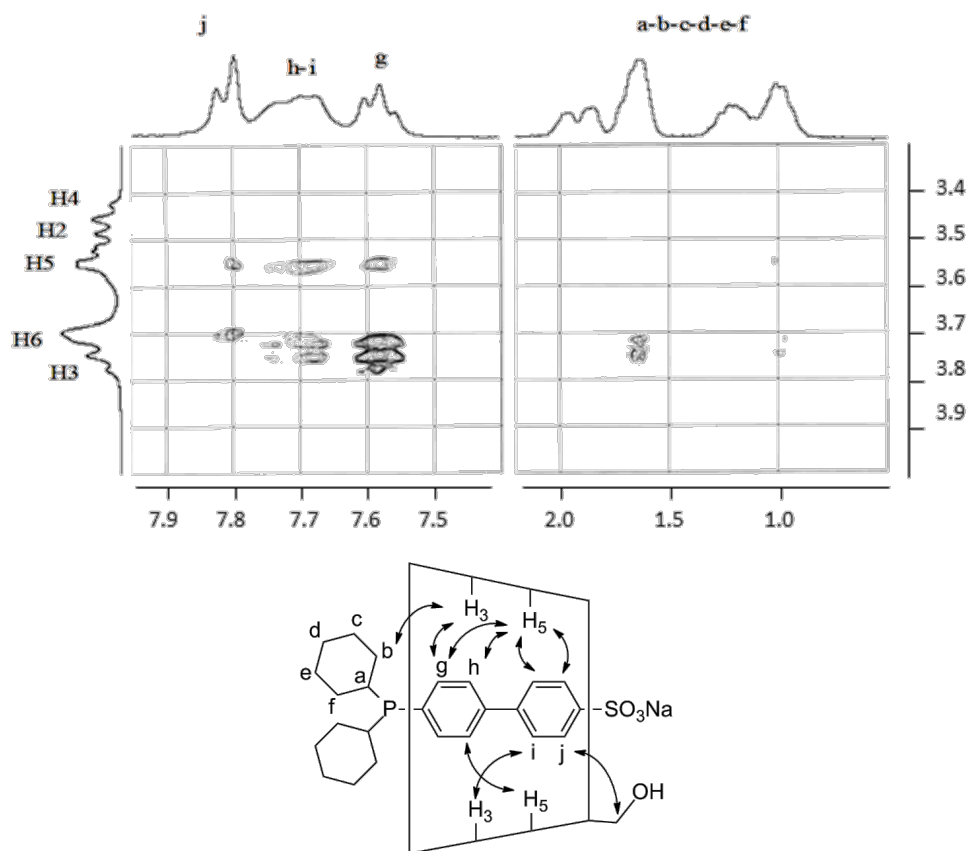 j
h-i
g
a-b-c-d-e-f
H4
H2
H5
H6
H3
3.4
3.5
3.6
3.7
3.8
3.9
7.9 7.8 7.7 7.6 7.5
2.0 1.5 1.0
H3
H5
c
d
b
e
a
f
g
h
P
SO3Na
i
j
H3
H5
OH